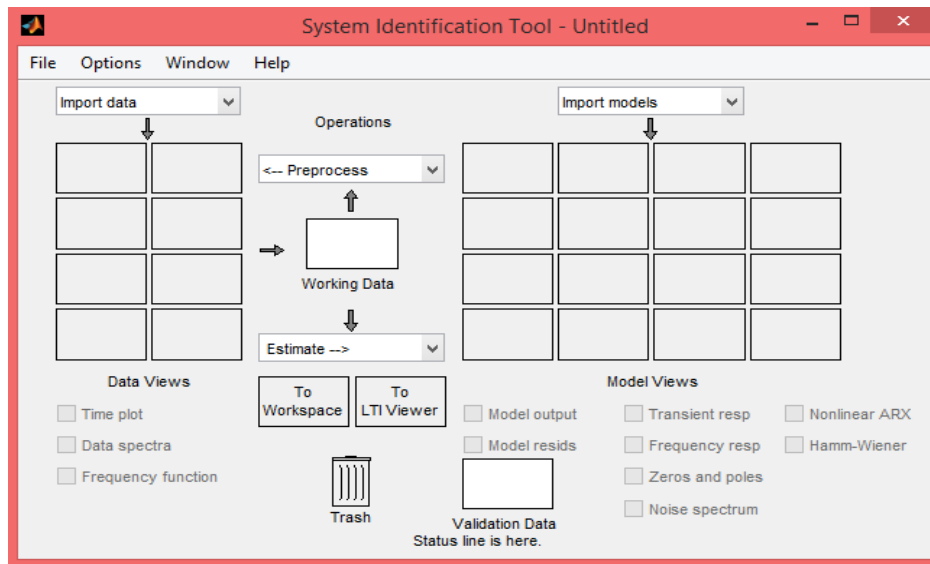 System Identification Tool - Untitled
File Options Window Help
Import data
Import models
Operations
<-- Preprocess
Working Data
Estimate -->
Data Views
To
Workspace
To
LTI Viewer
Model Views
Time plot
Data spectra
Frequency function
Model output
Model resids
Transient resp
Frequency resp
Zeros and poles
Noise spectrum
Nonlinear ARX
Hamm-Wiener
Trash
Validation Data
Status line is here.